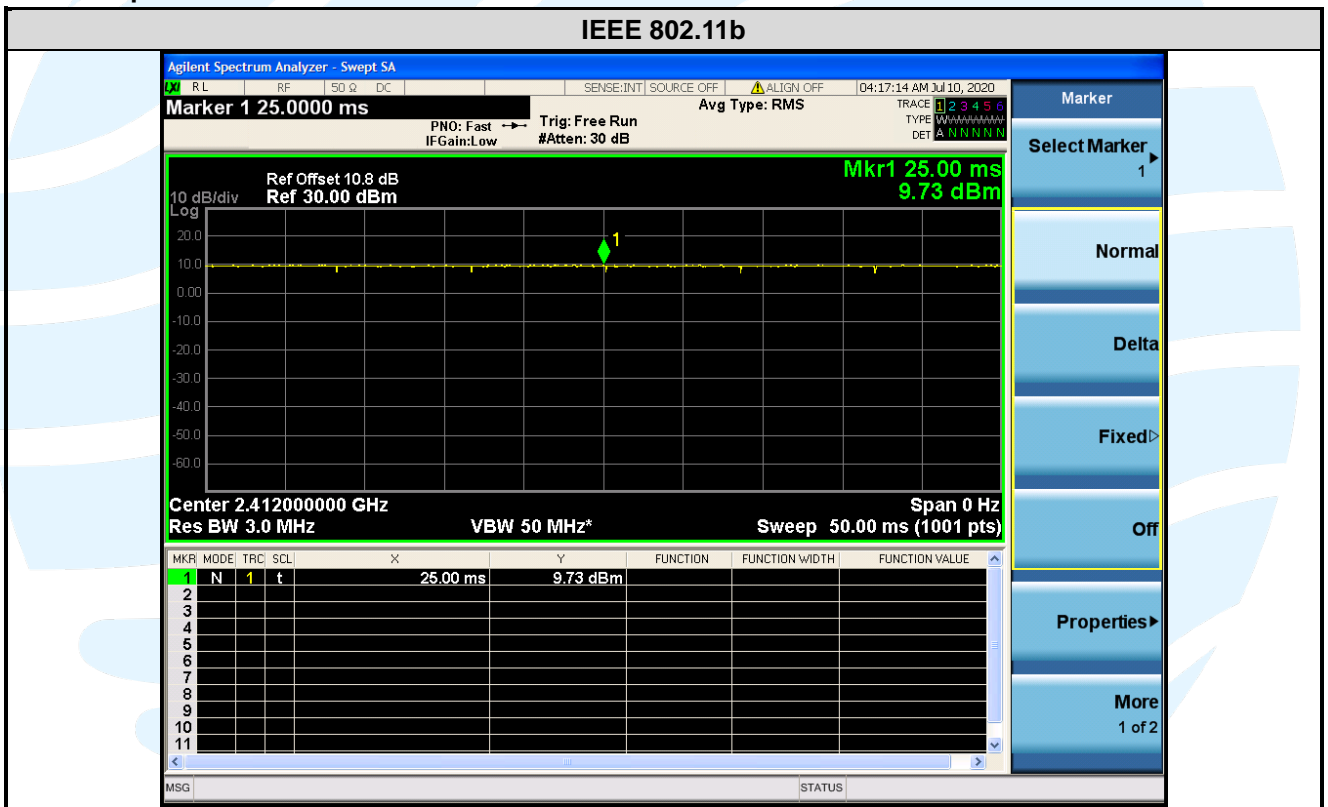 IEEE 802.11b
Agilent Spectrum Analyzer - Swept SA
LXI RL RF 50 Ω DC SENSE:INT SOURCE OFF ALIGN OFF 04:17:14 AM Jul 10, 2020
Marker 1 25.0000 ms
PNO: Fast
IFGain:Low
Trig: Free Run
#Atten: 30 dB
Avg Type: RMS
TRACE 1 2 3 4 5 6
TYPE WWWWWWW
DET A N N N N N
Mkr1 25.00 ms
9.73 dBm
Ref Offset 10.8 dB
10 dB/div Ref 30.00 dBm
Log
1
20.0
10.0
0.00
-10.0
-20.0
-30.0
-40.0
-50.0
-60.0
Center 2.412000000 GHz Span 0 Hz
Res BW 3.0 MHz VBW 50 MHz* Sweep 50.00 ms (1001 pts)
MKR MODE TRC SCL X Y FUNCTION FUNCTION WIDTH FUNCTION VALUE
1 N 1 t 25.00 ms 9.73 dBm
2
3
4
5
6
7
8
9
10
11
MSG STATUS
Marker
Select Marker
1
Normal
Delta
Fixed
Off
Properties
More
1 of 2